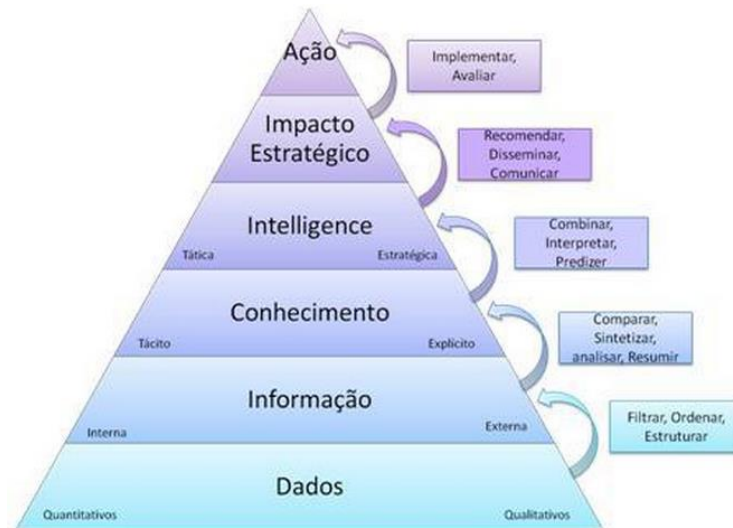 Ação
Implementar,
Avaliar
Impacto
Estratégico
Recomendar,
Disseminar,
Comunicar
Intelligence
Tática
Estratégica
Combinar,
Interpretar,
Predizer
Conhecimento
Tácito
Explícito
Comparar,
Sintetizar,
analisar, Resumir
Informação
Interna
Externa
Filtrar, Ordenar,
Estruturar
Dados
Quantitativos
Qualitativos